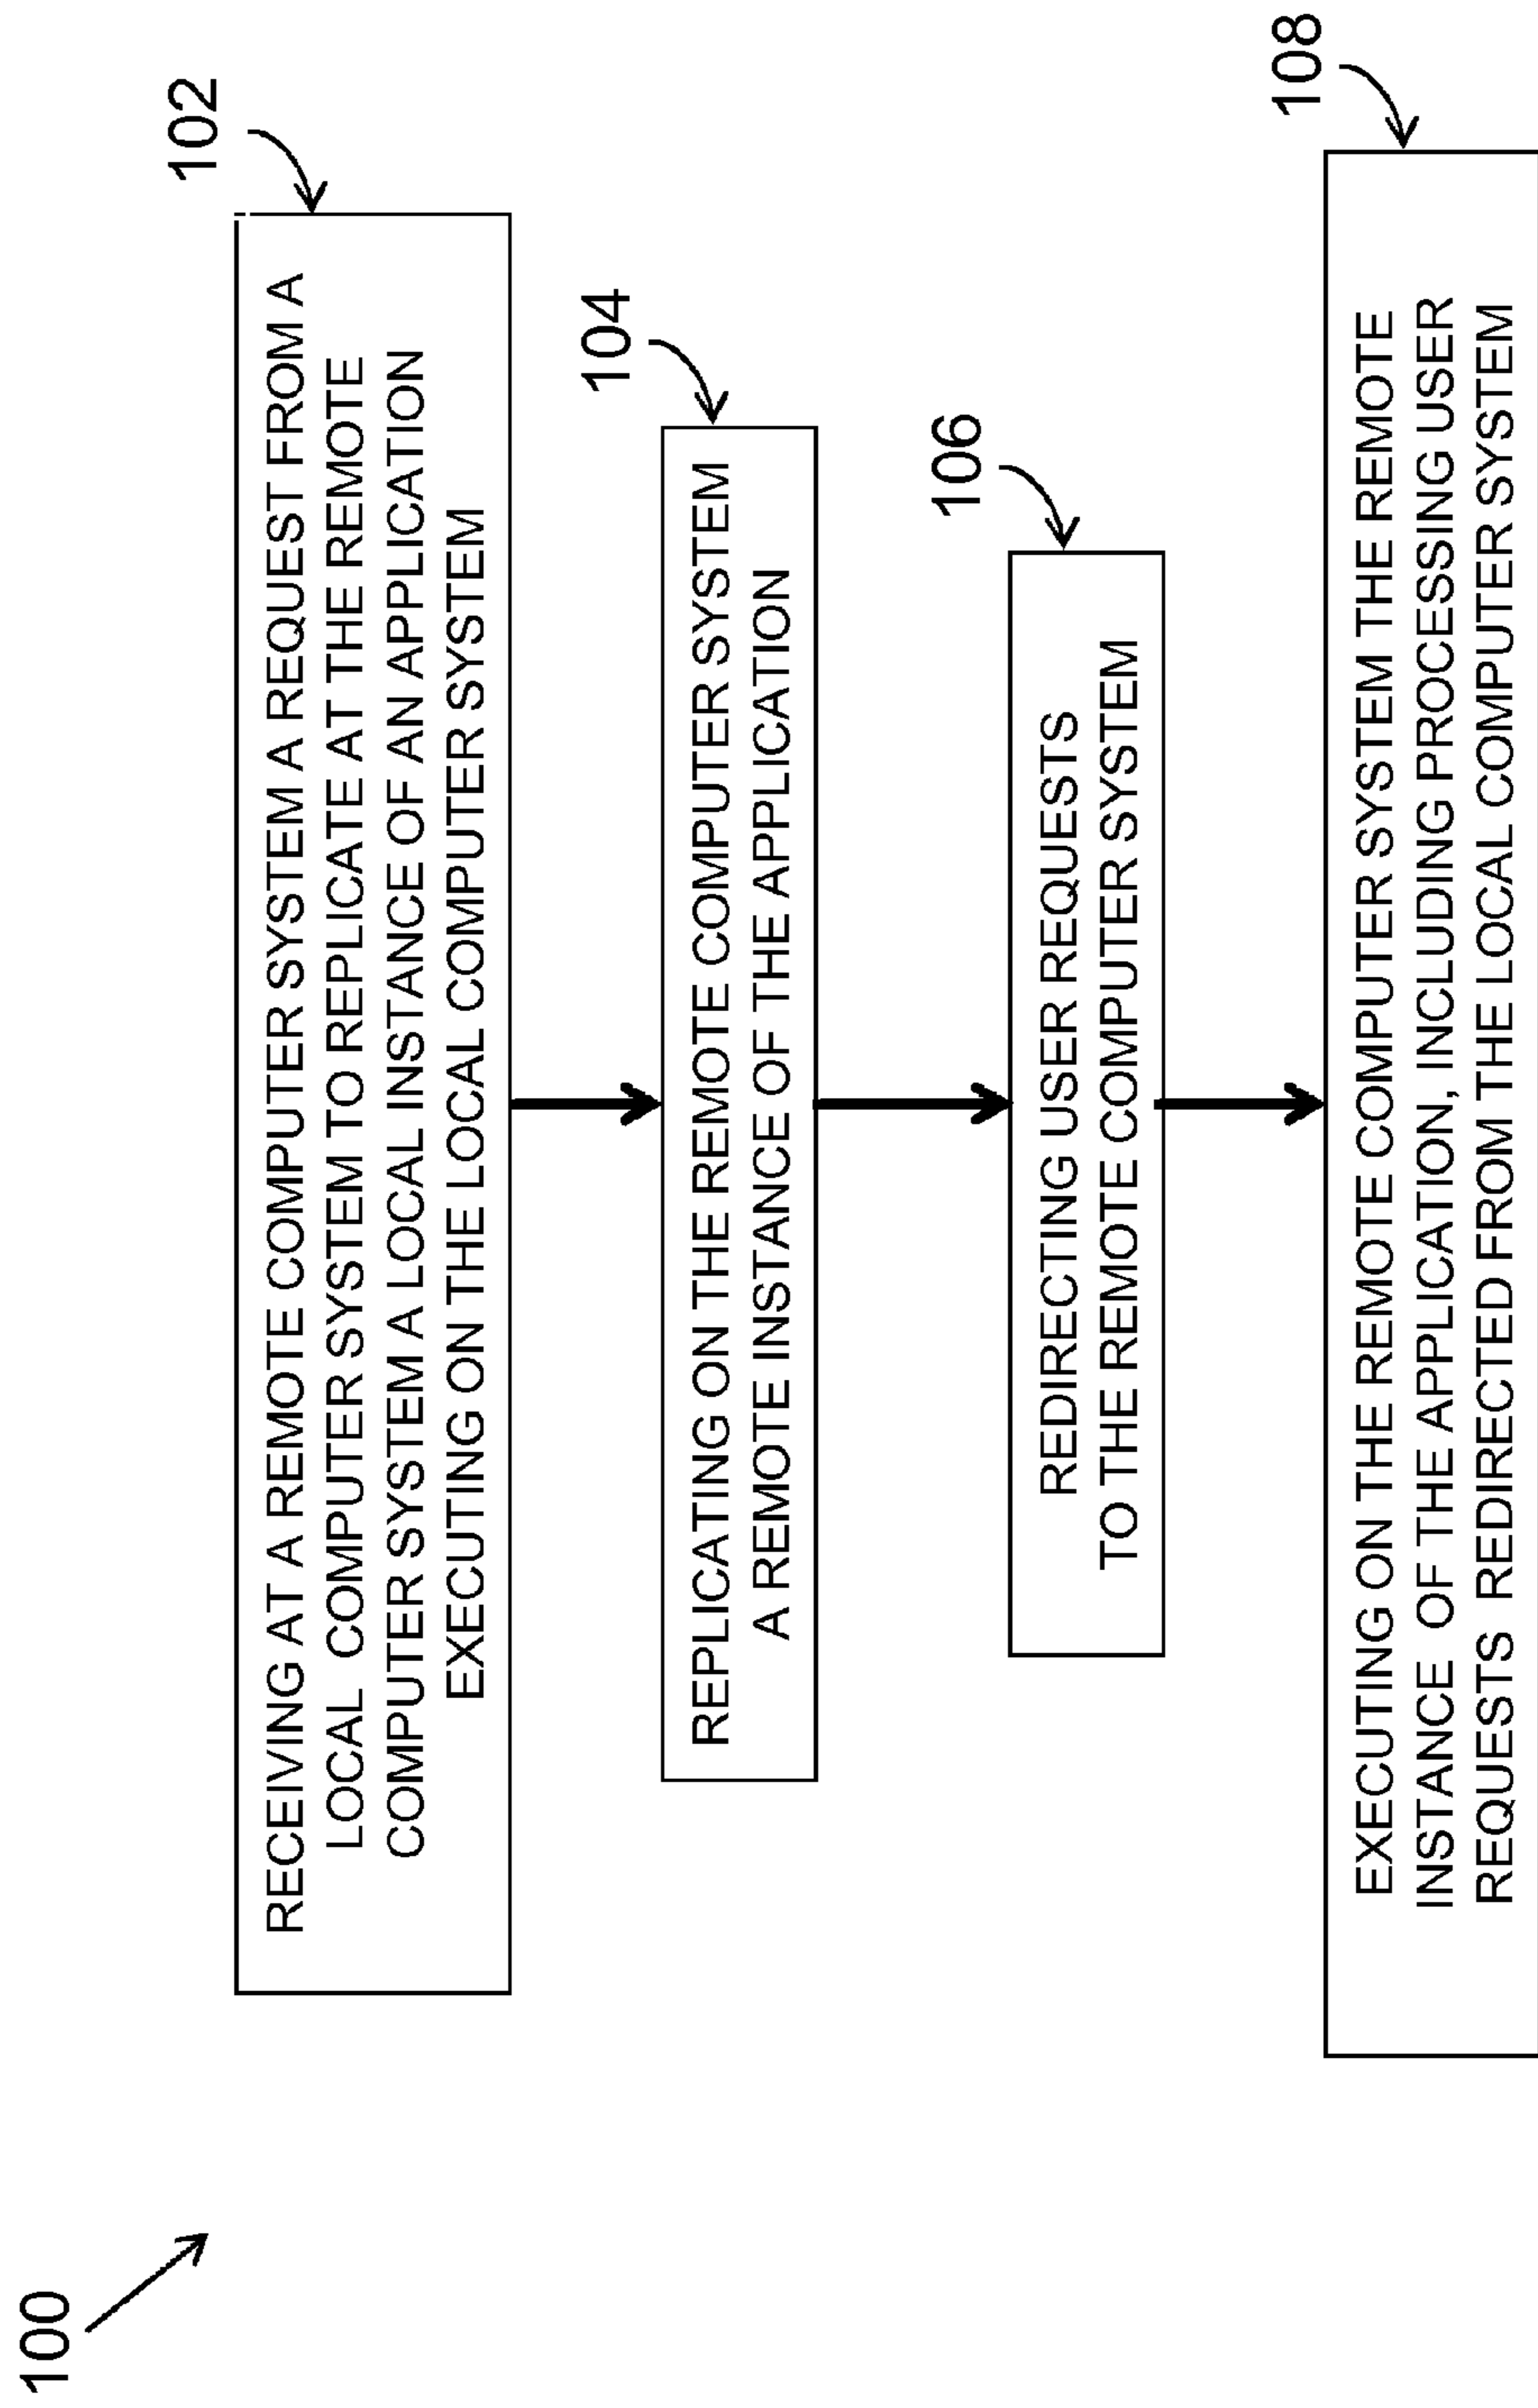 100
102
RECEIVING AT A REMOTE COMPUTER SYSTEM A REQUEST FROM A
LOCAL COMPUTER SYSTEM TO REPLICATE AT THE REMOTE
COMPUTER SYSTEM A LOCAL INSTANCE OF AN APPLICATION
EXECUTING ON THE LOCAL COMPUTER SYSTEM
104
REPLICATING ON THE REMOTE COMPUTER SYSTEM
A REMOTE INSTANCE OF THE APPLICATION
106
REDIRECTING USER REQUESTS
TO THE REMOTE COMPUTER SYSTEM
108
EXECUTING ON THE REMOTE COMPUTER SYSTEM THE REMOTE
INSTANCE OF THE APPLICATION, INCLUDING PROCESSING USER
REQUESTS REDIRECTED FROM THE LOCAL COMPUTER SYSTEM